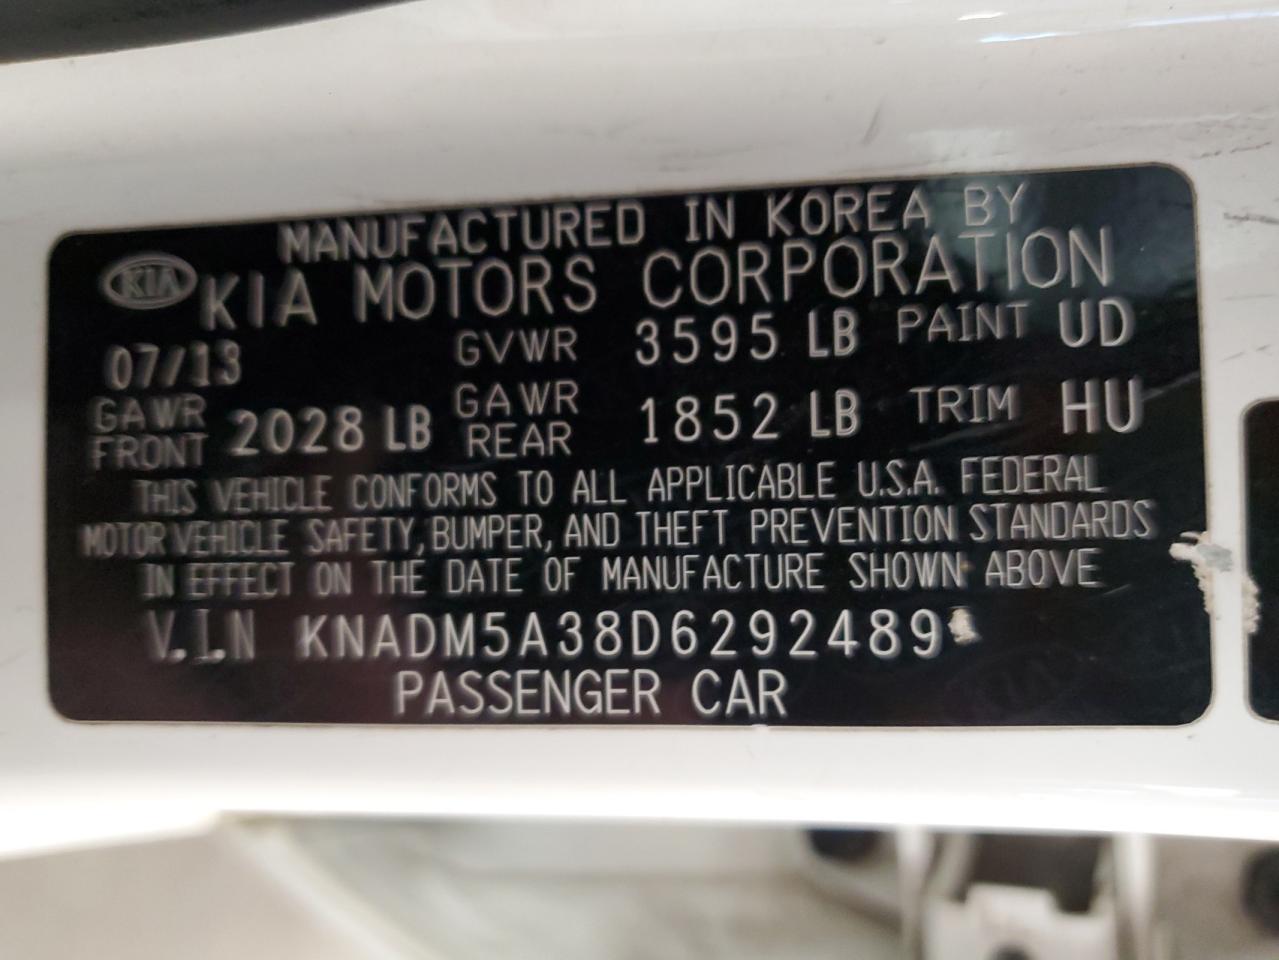 MANUFACTURED IN KOREA BY
KIA KIA MOTORS CORPORATION
07/13 GVWR 3595 LB PAINT UD
GAWR FRONT 2028 LB GAWR REAR 1852 LB TRIM HU
THIS VEHICLE CONFORMS TO ALL APPLICABLE U.S.A. FEDERAL
MOTOR VEHICLE SAFETY, BUMPER, AND THEFT PREVENTION STANDARDS
IN EFFECT ON THE DATE OF MANUFACTURE SHOWN ABOVE
V.I.N KNADM5A38D6292489
PASSENGER CAR